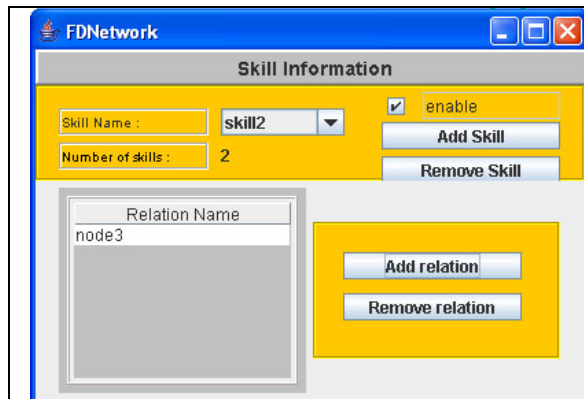 FDNetwork
Skill Information
Skill Name :
skill2
enable
Add Skill
Number of skills :
2
Remove Skill
Relation Name
node3
Add relation
Remove relation